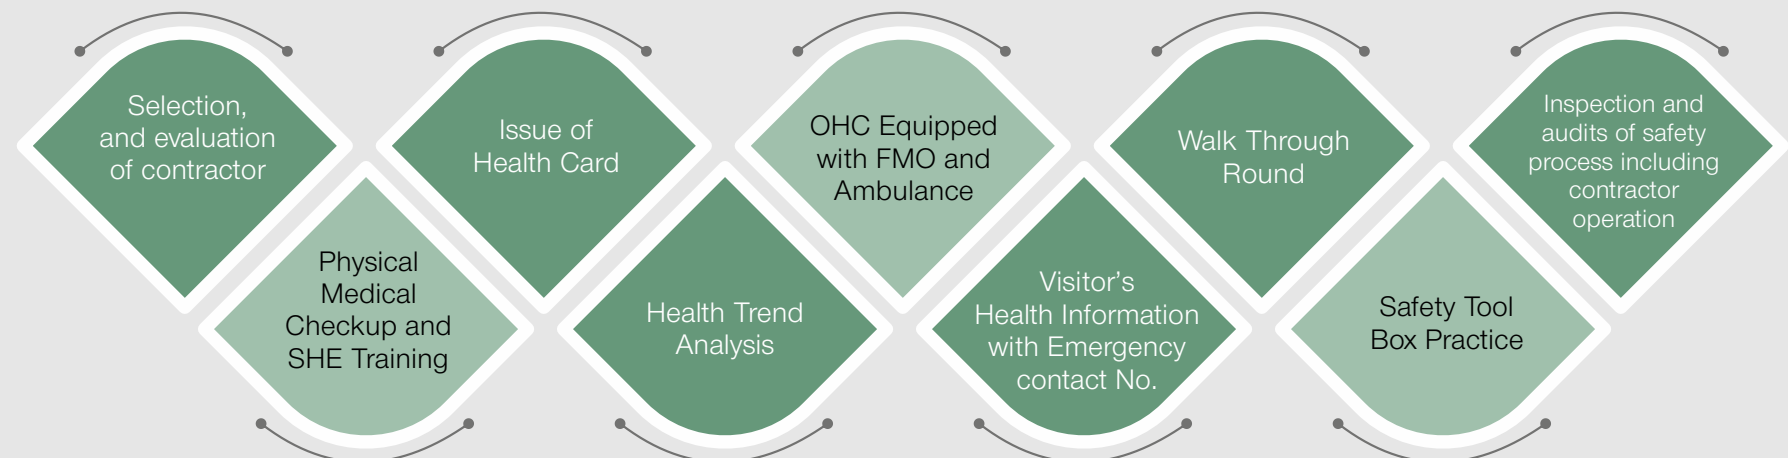 Selection,
and evaluation
of contractor
Physical
Medical
Checkup and
SHE Training
Issue of
Health Card
Health Trend
Analysis
OHC Equipped
with FMO and
Ambulance
Visitor’s
Health Information
with Emergency
contact No.
Walk Through
Round
Safety Tool
Box Practice
Inspection and
audits of safety
process including
contractor
operation